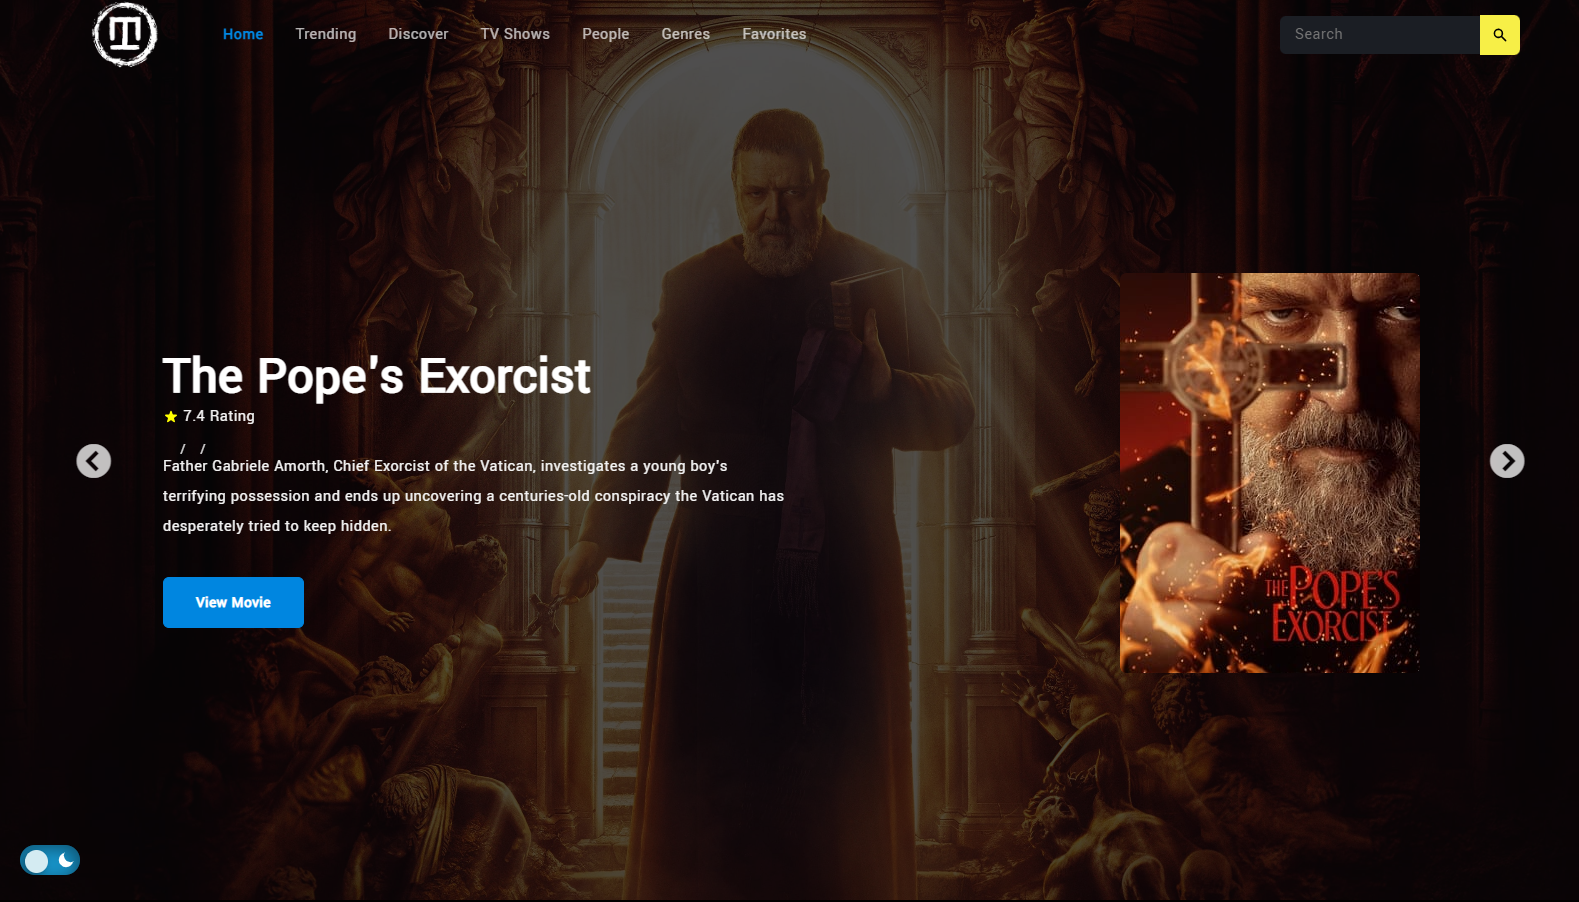 Home Trending Discover TV Shows People Genres Favorites Search
The Pope's Exorcist
7.4 Rating
/ /
Father Gabriele Amorth, Chief Exorcist of the Vatican, investigates a young boy's
terrifying possession and ends up uncovering a centuries-old conspiracy the Vatican has
desperately tried to keep hidden.
View Movie
THE POPE'S
EXORCIST